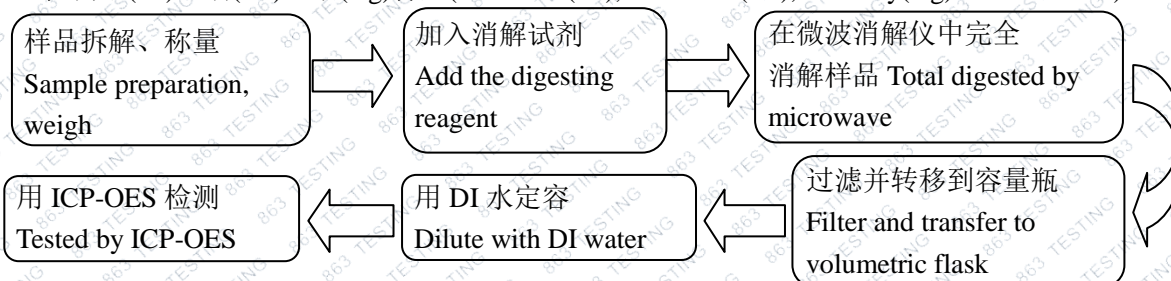 样品拆解、称量
Sample preparation,
weigh
加入消解试剂
Add the digesting
reagent
在微波消解仪中完全
消解样品 Total digested by
microwave
过滤并转移到容量瓶
Filter and transfer to
volumetric flask
用 DI 水定容
Dilute with DI water
用 ICP-OES 检测
Tested by ICP-OES
863 TESTING